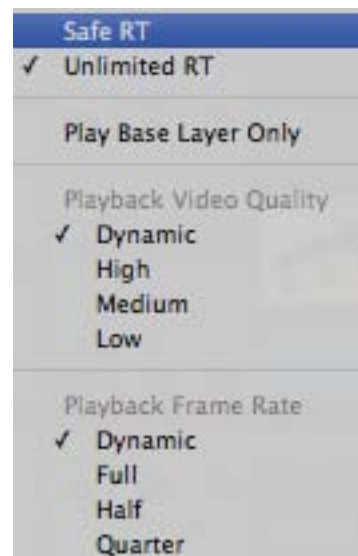 Safe RT
✓ Unlimited RT
Play Base Layer Only
Playback Video Quality
✓ Dynamic
High
Medium
Low
Playback Frame Rate
✓ Dynamic
Full
Half
Quarter